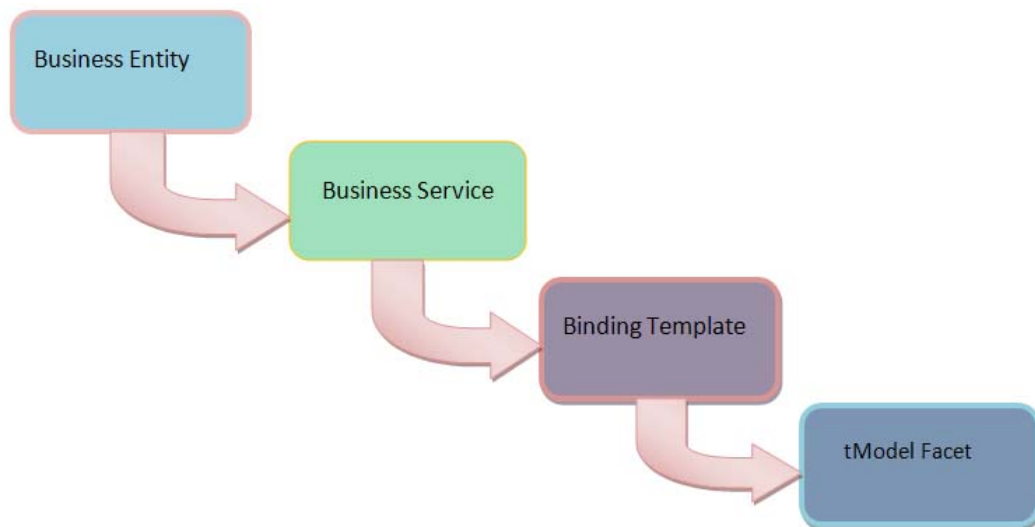 Business Entity
Business Service
Binding Template
tModel Facet